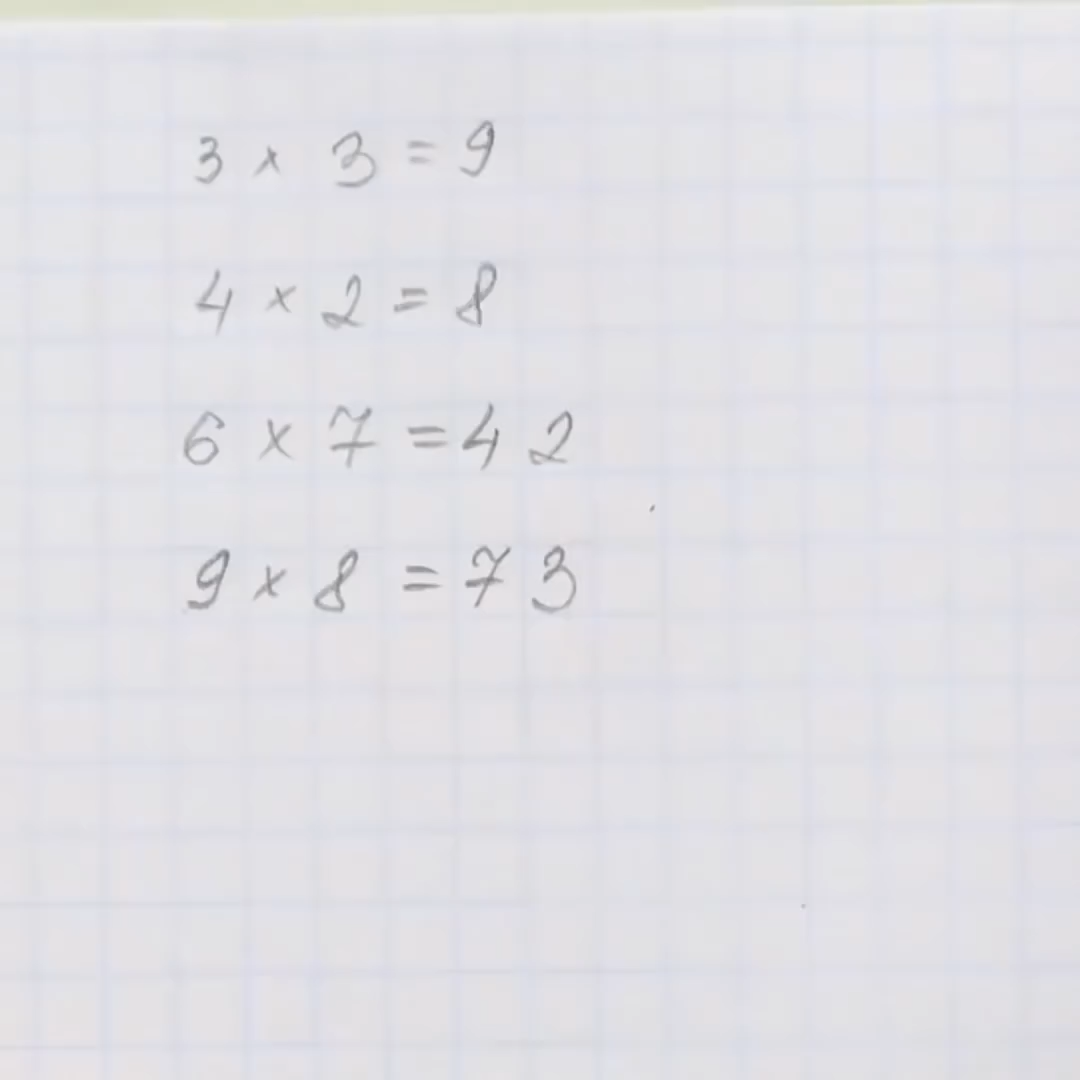 3 × 3 = 9
4 × 2 = 8
6 × 7 = 42
9 × 8 = 73